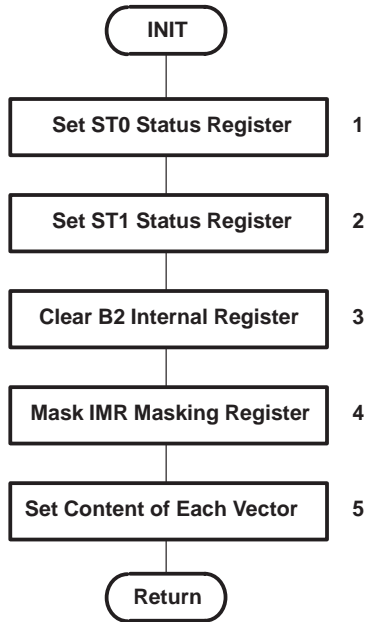 INIT
Set ST0 Status Register 1
Set ST1 Status Register 2
Clear B2 Internal Register 3
Mask IMR Masking Register 4
Set Content of Each Vector 5
Return